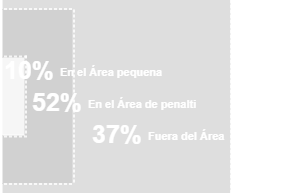 10% En el Área pequena
52% En el Área de penalti
37% Fuera del Área